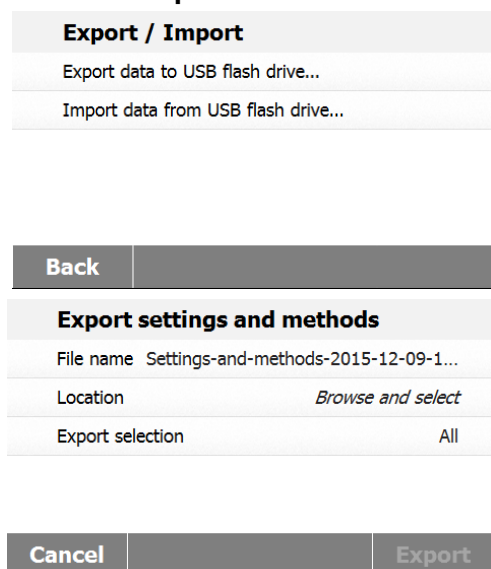 Export / Import
Export data to USB flash drive...
Import data from USB flash drive...
Back
Export settings and methods
File name Settings-and-methods-2015-12-09-1...
Location Browse and select
Export selection All
Cancel Export